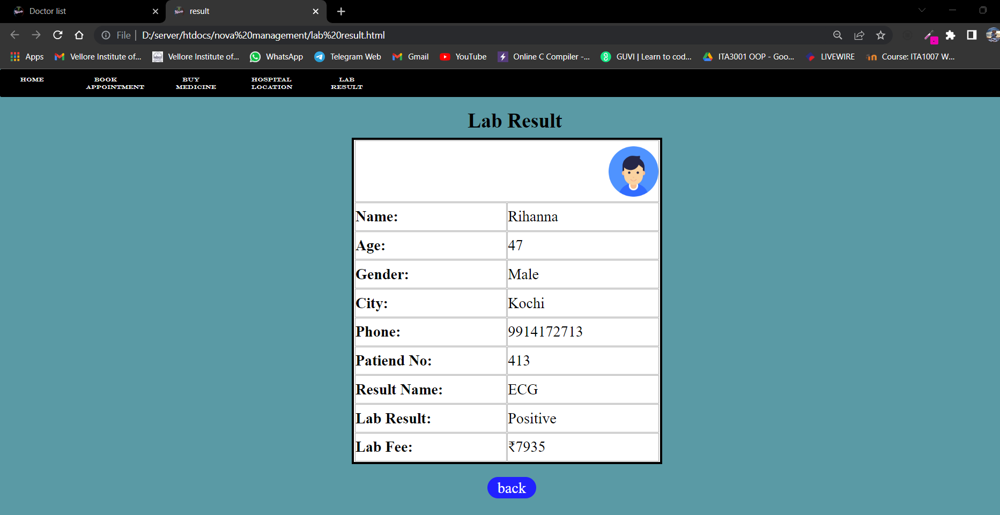 Doctor list
result
File
D:/server/htdocs/nova%20management/lab%20result.html
Apps
Vellore Institute of...
Vellore Institute of...
WhatsApp
Telegram Web
Gmail
YouTube
Online C Compiler -...
GUVI | Learn to cod...
ITA3001 OOP - Goo...
LIVEWIRE
Course: ITA1007 W...
HOME
BOOK
APPOINTMENT
BUY
MEDICINE
HOSPITAL
LOCATION
LAB
RESULT
Lab Result
Name: Rihanna
Age: 47
Gender: Male
City: Kochi
Phone: 9914172713
Patiend No: 413
Result Name: ECG
Lab Result: Positive
Lab Fee: ₹7935
back